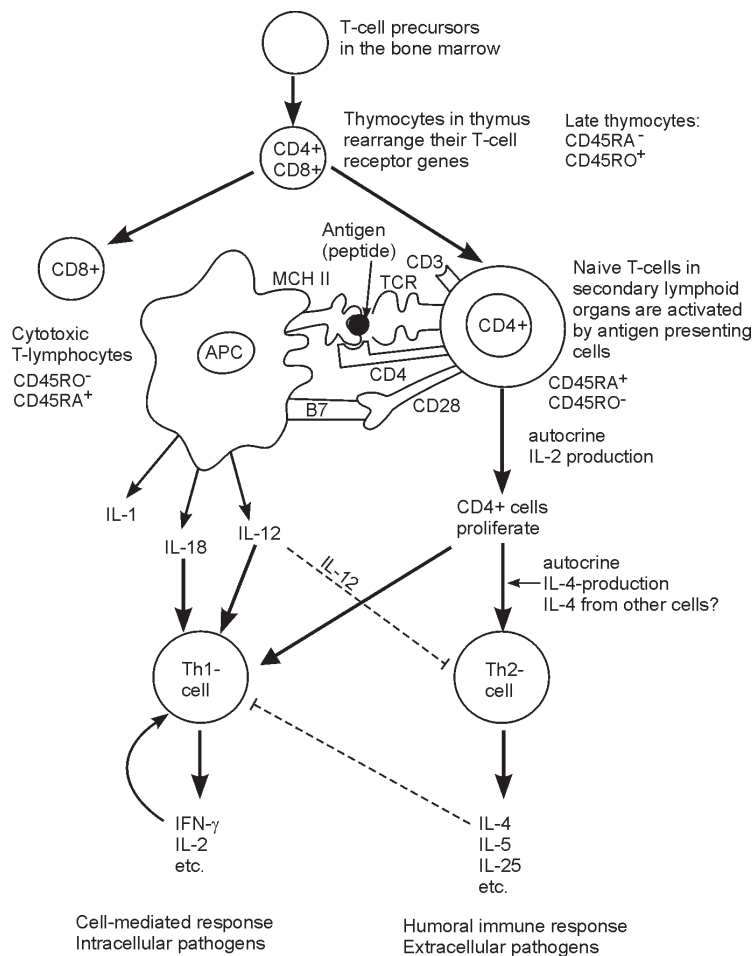 T-cell precursors
in the bone marrow
Thymocytes in thymus
rearrange their T-cell
receptor genes
Late thymocytes:
CD45RA⁻
CD45RO⁺
CD4+
CD8+
CD8+
Cytotoxic
T-lymphocytes
CD45RO⁻
CD45RA⁺
Antigen
(peptide)
MCH II
TCR
CD3
APC
CD4+
CD4
B7
CD28
Naive T-cells in
secondary lymphoid
organs are activated
by antigen presenting
cells
CD45RA⁺
CD45RO⁻
autocrine
IL-2 production
IL-1
IL-18
IL-12
IL-12
CD4+ cells
proliferate
autocrine
IL-4-production
IL-4 from other cells?
Th1-
cell
Th2-
cell
IFN-γ
IL-2
etc.
IL-4
IL-5
IL-25
etc.
Cell-mediated response
Intracellular pathogens
Humoral immune response
Extracellular pathogens